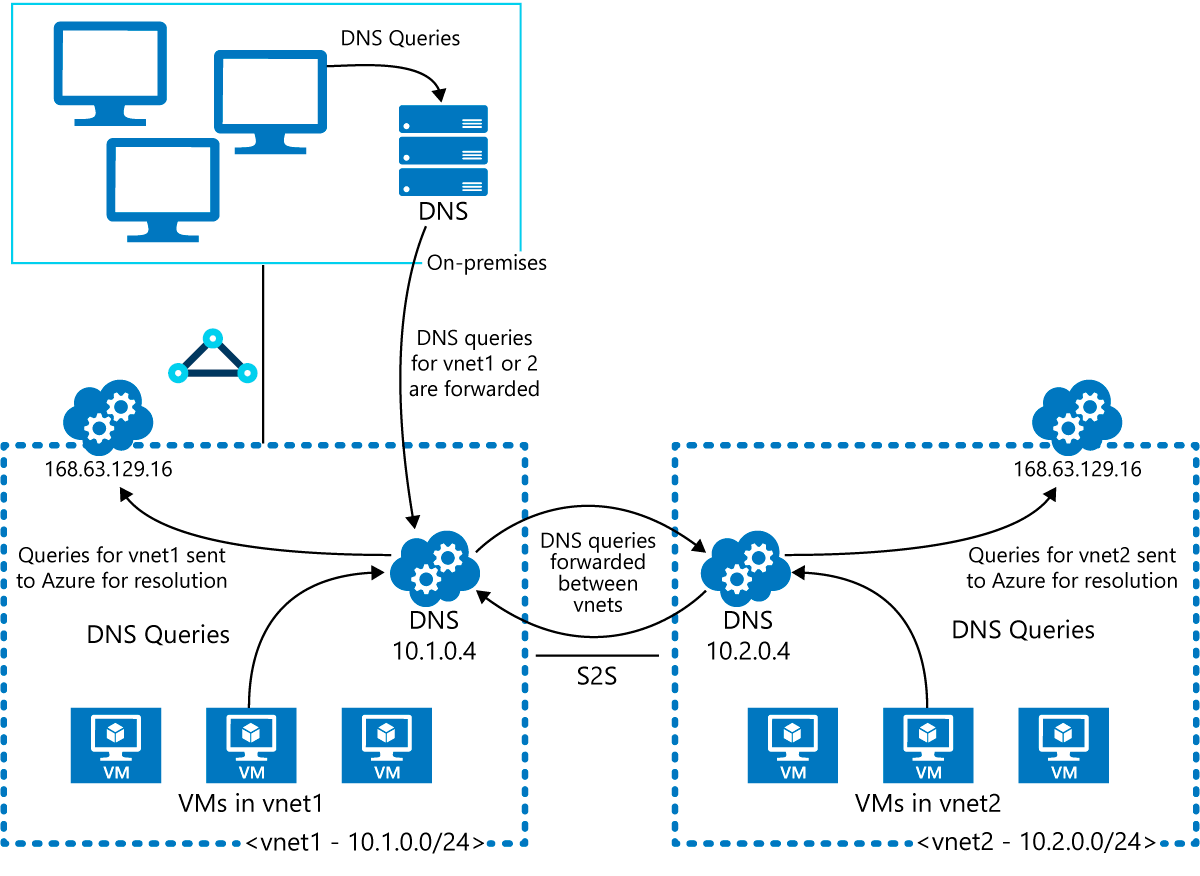 DNS Queries
DNS
On-premises
DNS queries
for vnet1 or 2
are forwarded
168.63.129.16
168.63.129.16
Queries for vnet1 sent
to Azure for resolution
DNS queries
forwarded
between
vnets
Queries for vnet2 sent
to Azure for resolution
DNS Queries
DNS
10.1.0.4
DNS
10.2.0.4
DNS Queries
S2S
VM
VM
VM
VMs in vnet1
VM
VM
VM
VMs in vnet2
<vnet1 - 10.1.0.0/24>
<vnet2 - 10.2.0.0/24>